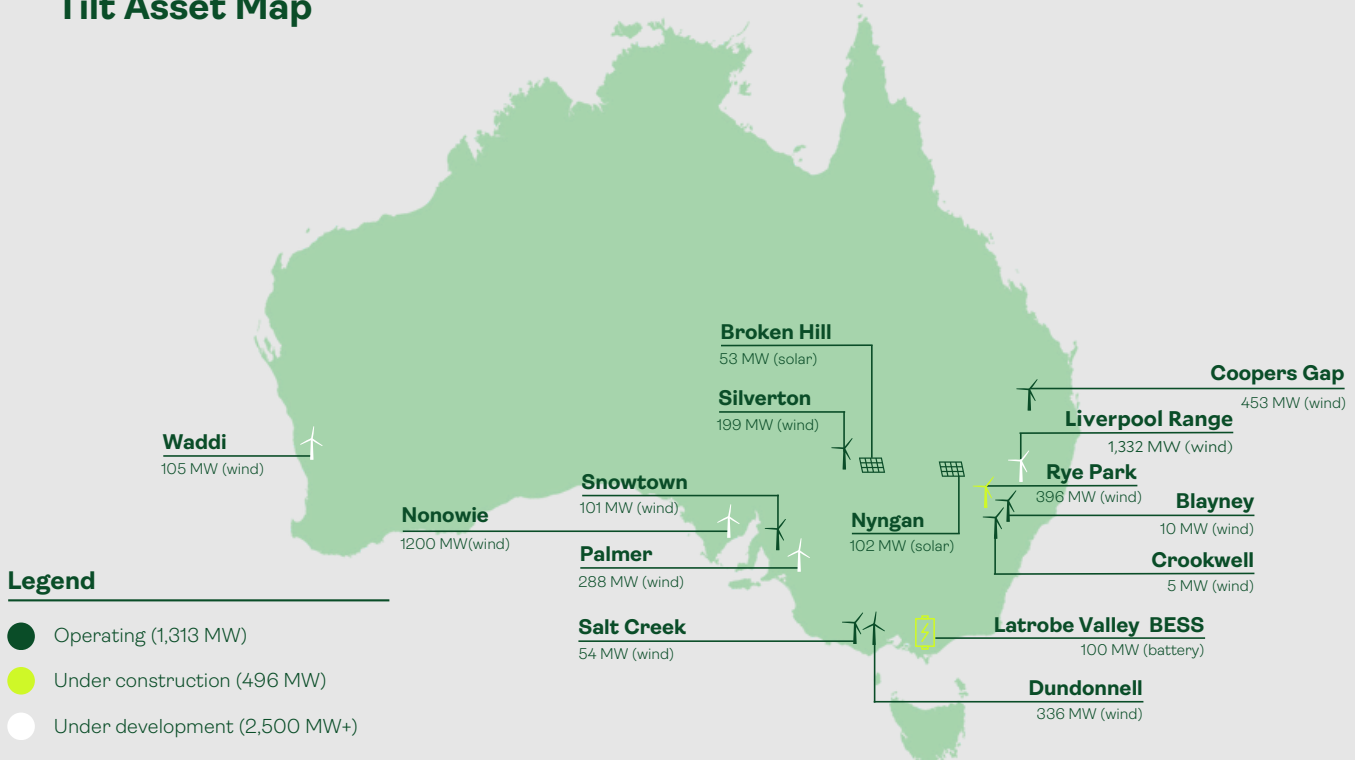 Tilt Asset Map
Broken Hill
53 MW (solar)
Silverton
199 MW (wind)
Coopers Gap
453 MW (wind)
Liverpool Range
1,332 MW (wind)
Waddi
105 MW (wind)
Rye Park
396 MW (wind)
Snowtown
101 MW (wind)
Blayney
10 MW (wind)
Nonowie
1200 MW(wind)
Nyngan
102 MW (solar)
Palmer
288 MW (wind)
Crookwell
5 MW (wind)
Salt Creek
54 MW (wind)
Latrobe Valley BESS
100 MW (battery)
Dundonnell
336 MW (wind)
Legend
Operating (1,313 MW)
Under construction (496 MW)
Under development (2,500 MW+)